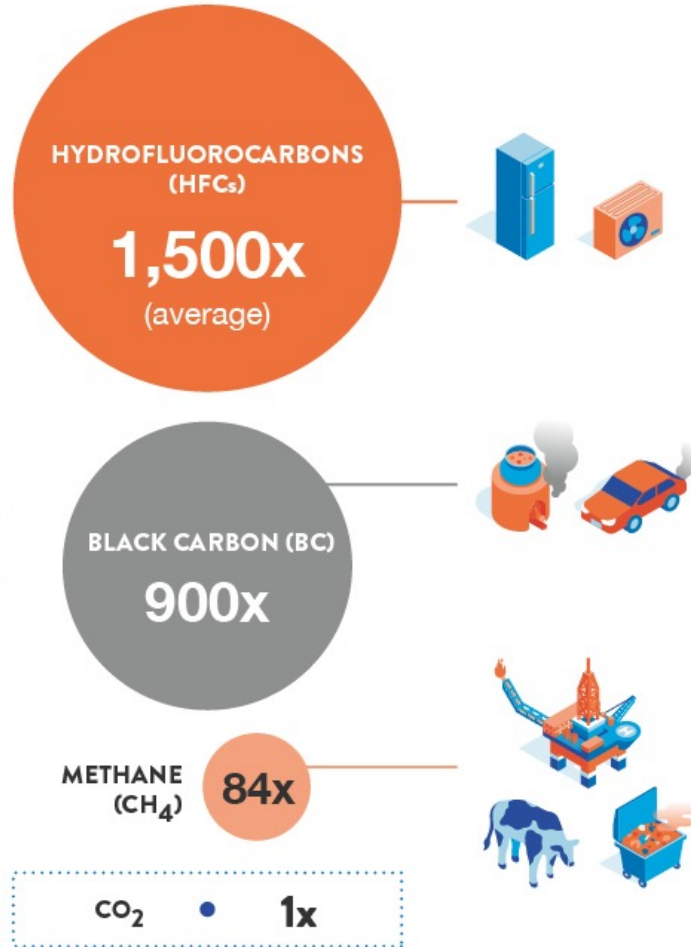 HYDROFLUOROCARBONS
(HFCs)
1,500x
(average)
BLACK CARBON (BC)
900x
METHANE
(CH₄)
84x
CO₂
1x
H